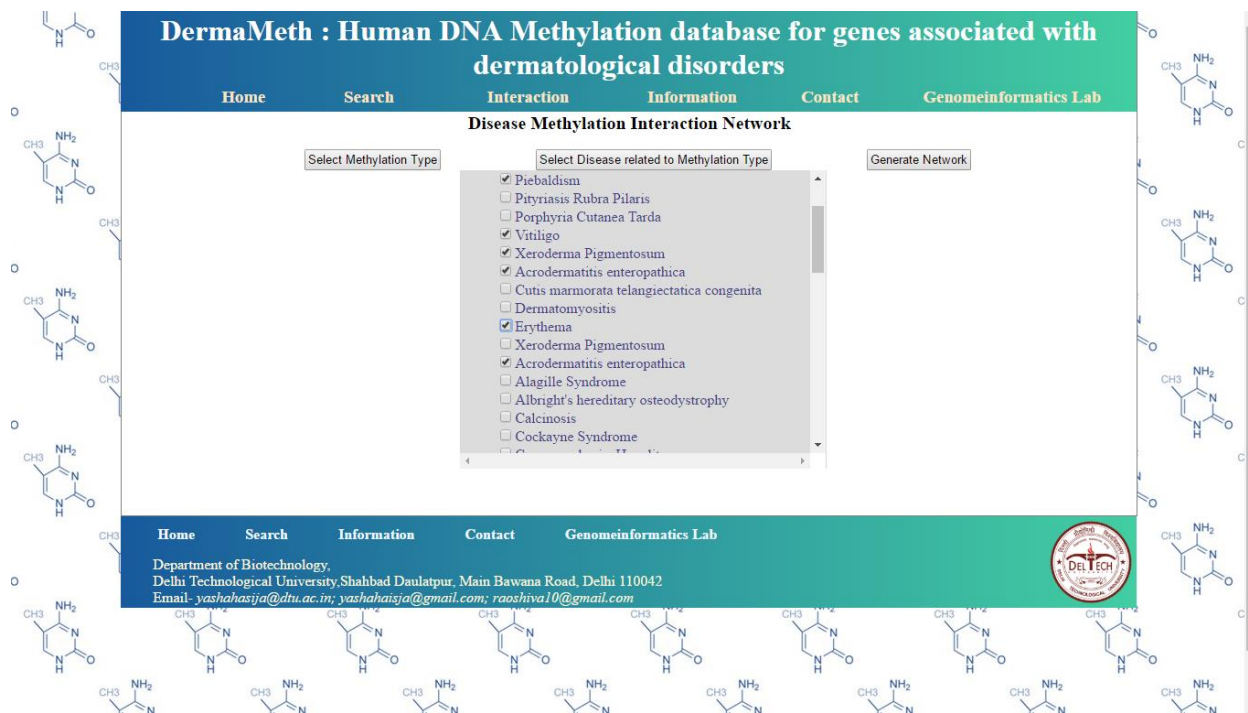 DermaMeth : Human DNA Methylation database for genes associated with
dermatological disorders
Home Search Interaction Information Contact Genomeinformatics Lab
Disease Methylation Interaction Network
Select Methylation Type Select Disease related to Methylation Type Generate Network
Piebaldism
Pityriasis Rubra Pilaris
Porphyria Cutanea Tarda
Vitiligo
Xeroderma Pigmentosum
Acrodermatitis enteropathica
Cutis marmorata telangiectatica congenita
Dermatomyositis
Erythema
Xeroderma Pigmentosum
Acrodermatitis enteropathica
Alagille Syndrome
Albright's hereditary osteodystrophy
Calcinosis
Cockayne Syndrome
Home Search Information Contact Genomeinformatics Lab
Department of Biotechnology,
Delhi Technological University,Shahbad Daulatpur, Main Bawana Road, Delhi 110042
Email- yashahasija@dtu.ac.in; yashahaisja@gmail.com; raoshiva10@gmail.com
DELTECH